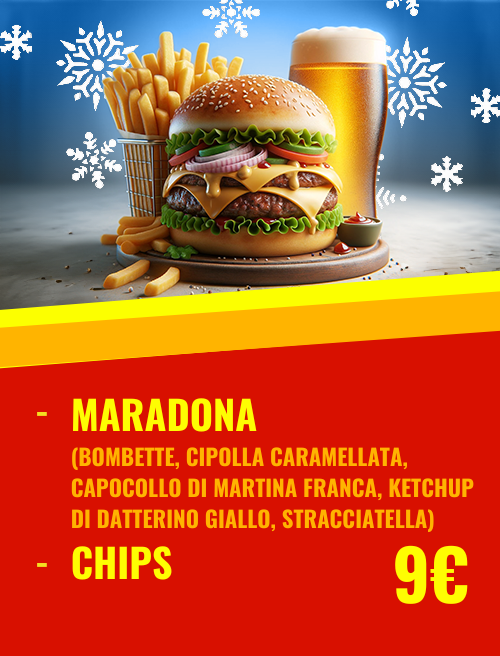 - MARADONA
(BOMBETTE, CIPOLLA CARAMELLATA,
CAPOCOLLO DI MARTINA FRANCA, KETCHUP
DI DATTERINO GIALLO, STRACCIATELLA)
- CHIPS
9€